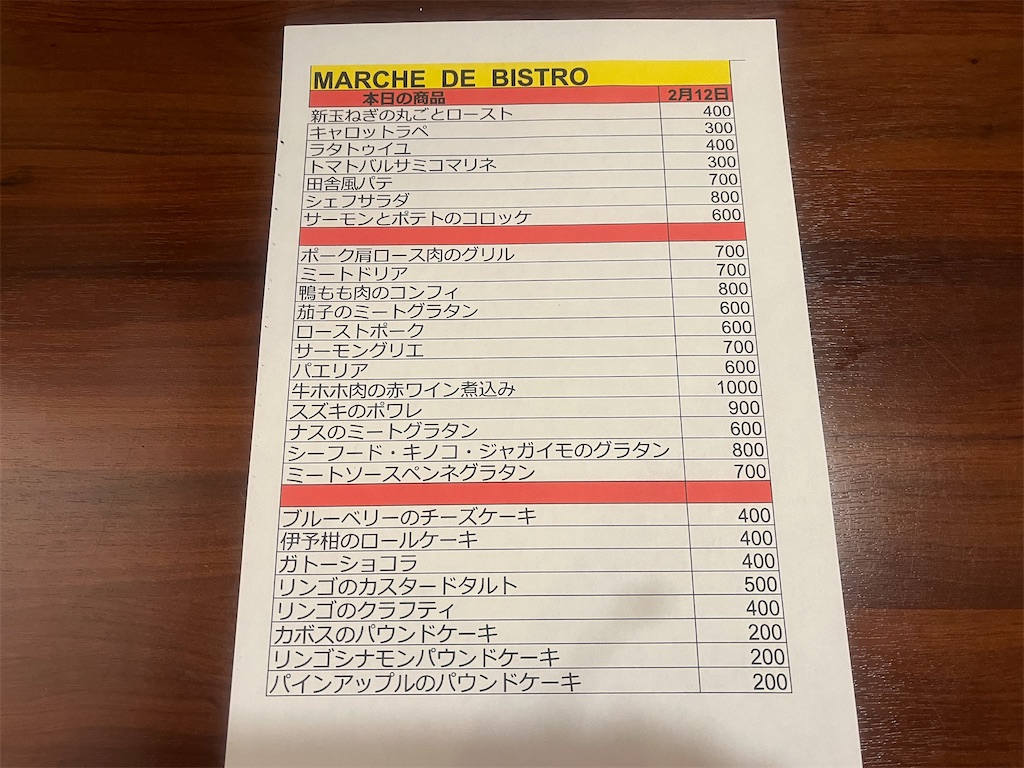 MARCHE DE BISTRO
本日の商品 2月12日
新玉ねぎの丸ごとロースト 400
キャロットラペ 300
ラタトゥイユ 400
トマトバルサミコマリネ 300
田舎風パテ 700
シェフサラダ 800
サーモンとポテトのコロッケ 600
ポーク肩ロース肉のグリル 700
ミートドリア 700
鴨もも肉のコンフィ 800
茄子のミートグラタン 600
ローストポーク 600
サーモングリエ 700
パエリア 600
牛ホホ肉の赤ワイン煮込み 1000
スズキのポワレ 900
ナスのミートグラタン 600
シーフード・キノコ・ジャガイモのグラタン 800
ミートソースペンネグラタン 700
ブルーベリーのチーズケーキ 400
伊予柑のロールケーキ 400
ガトーショコラ 400
リンゴのカスタードタルト 500
リンゴのクラフティ 400
カボスのパウンドケーキ 200
リンゴシナモンパウンドケーキ 200
パインアップルのパウンドケーキ 200